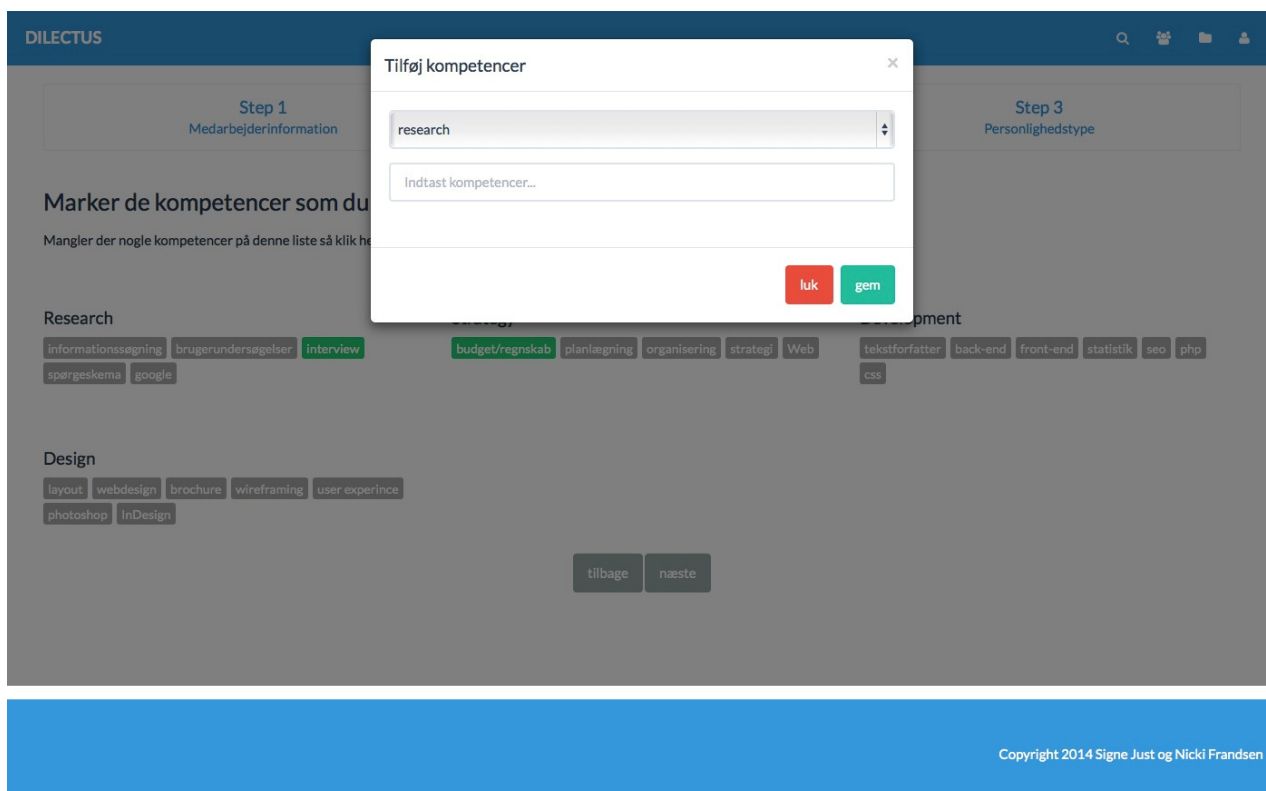 DILECTUS
Tilføj kompetencer
×
Step 1
Medarbejderinformation
research
Step 3
Personlighedstype
Indtast kompetencer...
Marker de kompetencer som du
Mangler der nogle kompetencer på denne liste så klik he
luk gem
Research
informationssøgning brugerundersøgelser interview
spørgeskema google
budget/regnskab planlægning organisering strategi Web
pment
tekstforfatter back-end front-end statistik seo php
css
Design
layout webdesign brochure wireframing user experince
photoshop InDesign
tilbage næste
Copyright 2014 Signe Just og Nicki Frandsen